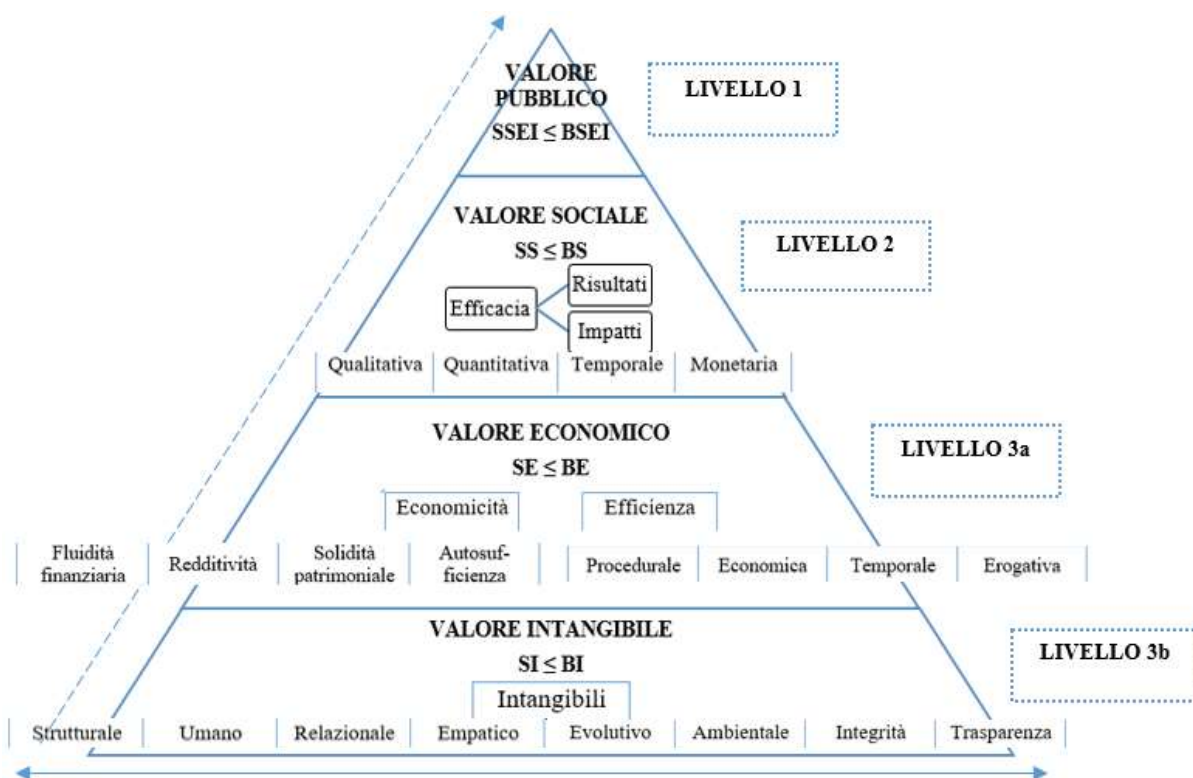 VALORE
PUBBLICO
SSEI ≤ BSEI
LIVELLO 1
VALORE SOCIALE
SS ≤ BS
LIVELLO 2
Efficacia
Risultati
Impatti
Qualitativa
Quantitativa
Temporale
Monetaria
VALORE ECONOMICO
SE ≤ BE
LIVELLO 3a
Economicità
Efficienza
Fluidità
finanziaria
Redditività
Solidità
patrimoniale
Autosuf-
ficienza
Procedurale
Economica
Temporale
Erogativa
VALORE INTANGIBILE
SI ≤ BI
LIVELLO 3b
Intangibili
Strutturale
Umano
Relazionale
Empatico
Evolutivo
Ambientale
Integrità
Trasparenza